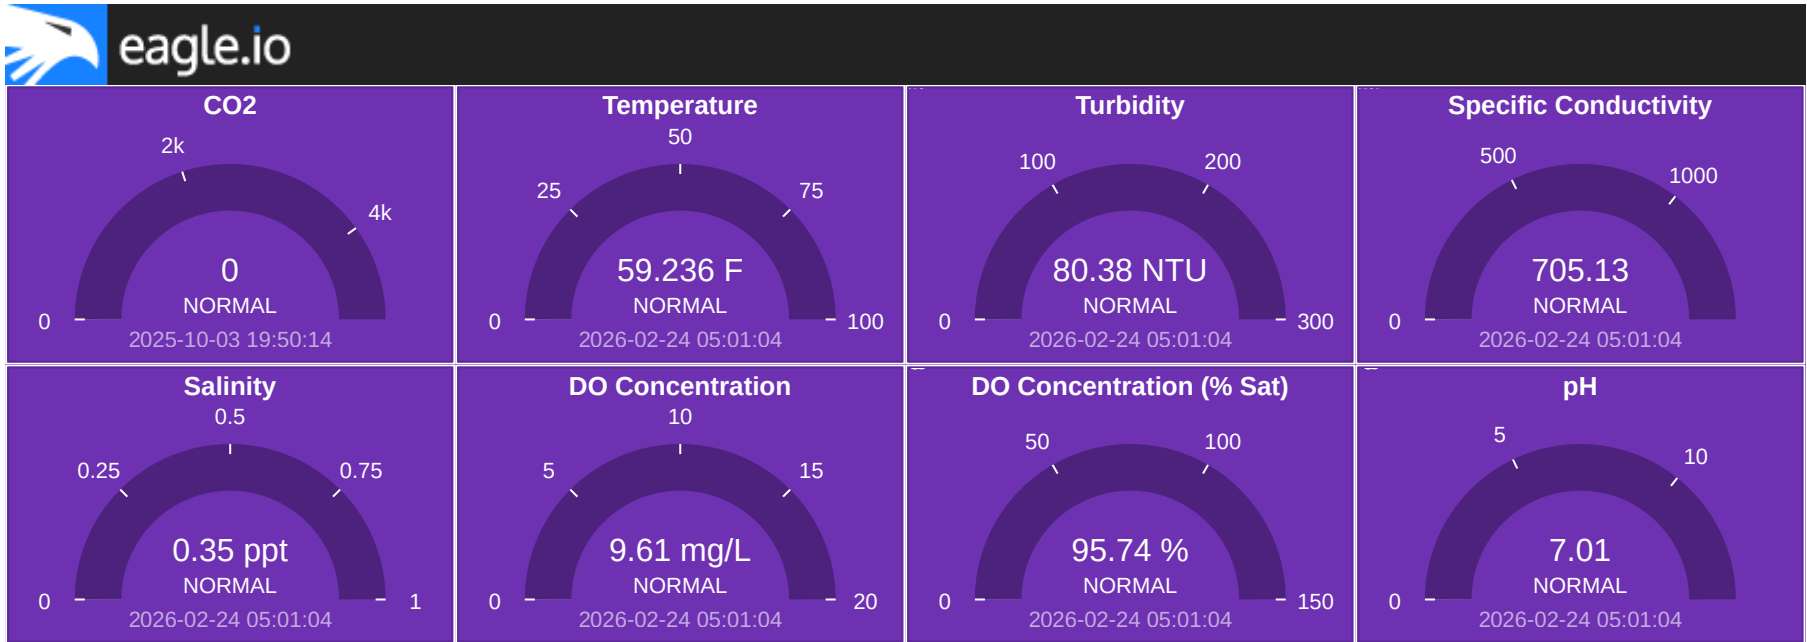 eagle.io
CO2
2k
4k
0
0
NORMAL
2025-10-03 19:50:14
Temperature
50
25
75
59.236 F
NORMAL
0
100
2026-02-24 05:01:04
Turbidity
100
200
80.38 NTU
NORMAL
0
300
2026-02-24 05:01:04
Specific Conductivity
500
1000
705.13
NORMAL
0
2026-02-24 05:01:04
Salinity
0.5
0.25
0.75
0.35 ppt
NORMAL
0
1
2026-02-24 05:01:04
DO Concentration
10
5
15
9.61 mg/L
NORMAL
0
20
2026-02-24 05:01:04
DO Concentration (% Sat)
50
100
95.74 %
NORMAL
0
150
2026-02-24 05:01:04
pH
5
10
7.01
NORMAL
0
2026-02-24 05:01:04